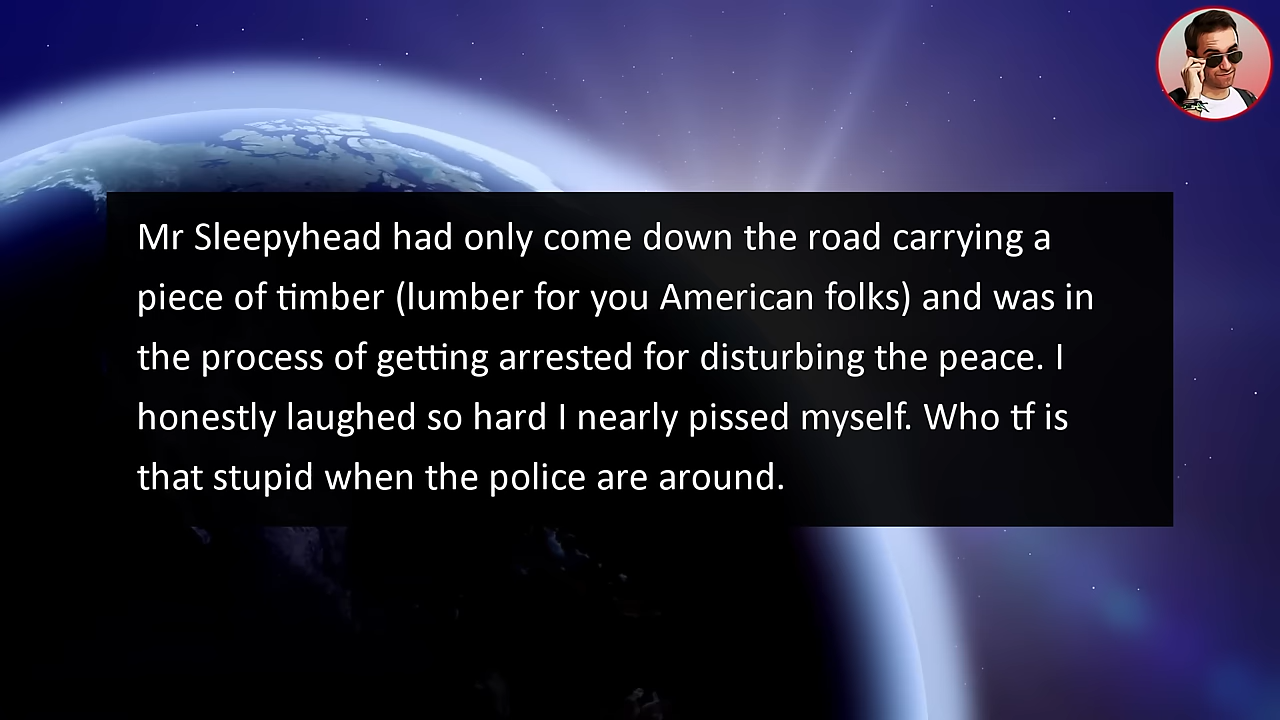 Mr Sleepyhead had only come down the road carrying a
piece of timber (lumber for you American folks) and was in
the process of getting arrested for disturbing the peace. I
honestly laughed so hard I nearly pissed myself. Who tf is
that stupid when the police are around.